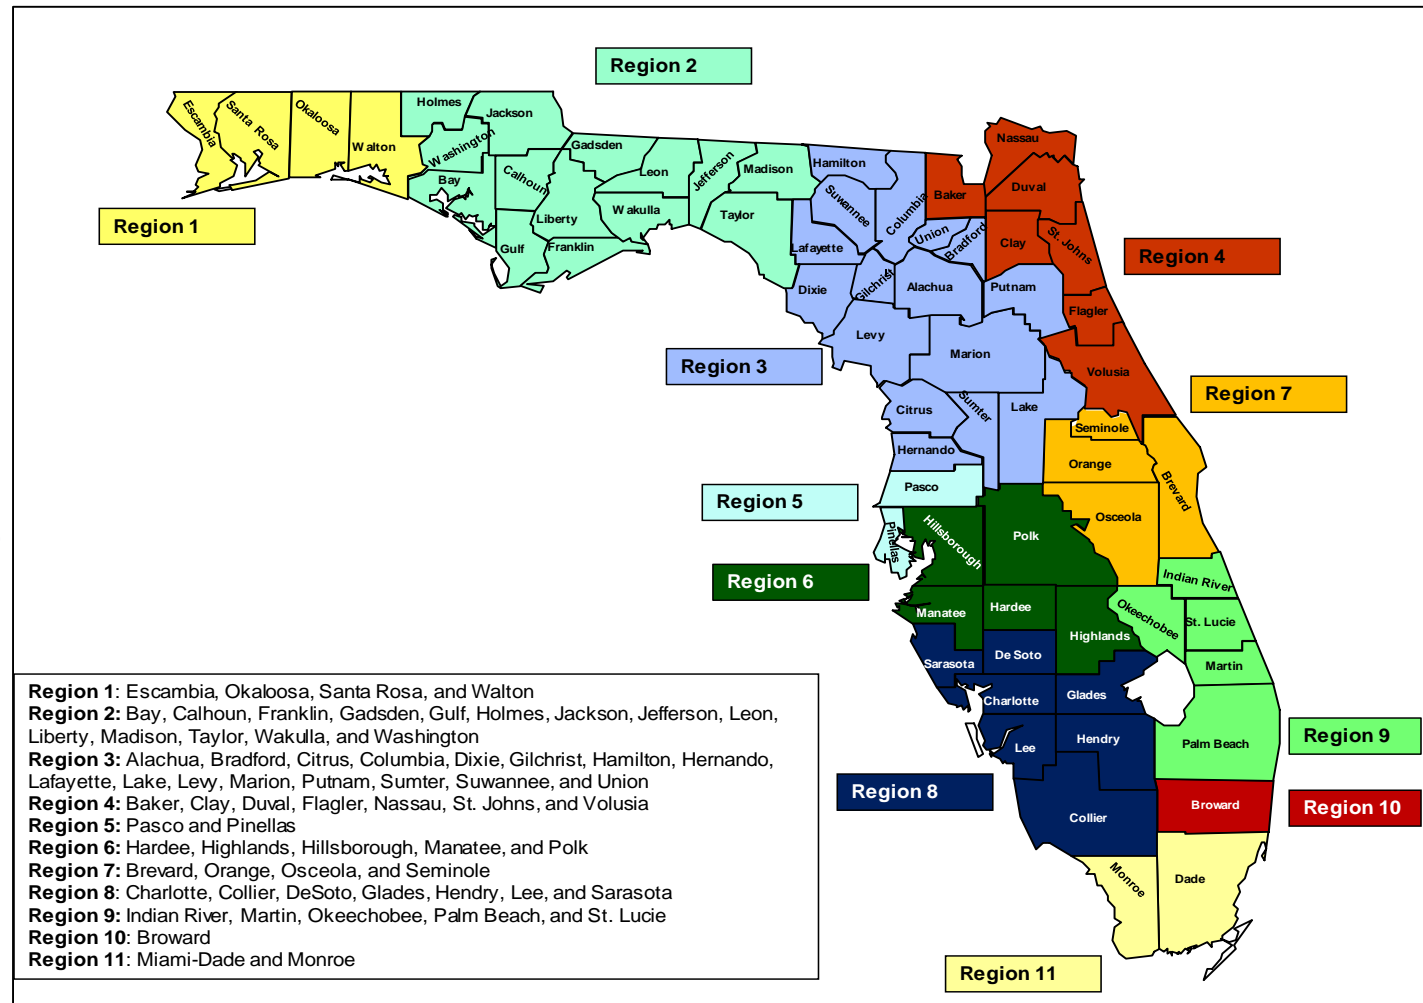 Region 2
Holmes
Jackson
Escambia
Santa Rosa
Okaloosa
Walton
Washington
Bay
Calhoun
Gadsden
Leon
Jefferson
Madison
Liberty
Wakulla
Taylor
Gulf
Franklin
Region 1
Hamilton
Suwannee
Columbia
Lafayette
Union
Bradford
Dixie
Gilchrist
Alachua
Putnam
Levy
Marion
Region 3
Citrus
Sumter
Lake
Hernando
Nassau
Baker
Duval
Clay
St. Johns
Region 4
Flagler
Volusia
Region 7
Seminole
Orange
Brevard
Osceola
Region 5
Pasco
Pinellas
Region 6
Hillsborough
Polk
Manatee
Hardee
Highlands
Indian River
Okeechobee
St. Lucie
Martin
Sarasota
De Soto
Charlotte
Glades
Lee
Hendry
Palm Beach
Region 9
Region 8
Collier
Broward
Region 10
Monroe
Dade
Region 11
Region 1: Escambia, Okaloosa, Santa Rosa, and Walton
Region 2: Bay, Calhoun, Franklin, Gadsden, Gulf, Holmes, Jackson, Jefferson, Leon,
Liberty, Madison, Taylor, Wakulla, and Washington
Region 3: Alachua, Bradford, Citrus, Columbia, Dixie, Gilchrist, Hamilton, Hernando,
Lafayette, Lake, Levy, Marion, Putnam, Sumter, Suwannee, and Union
Region 4: Baker, Clay, Duval, Flagler, Nassau, St. Johns, and Volusia
Region 5: Pasco and Pinellas
Region 6: Hardee, Highlands, Hillsborough, Manatee, and Polk
Region 7: Brevard, Orange, Osceola, and Seminole
Region 8: Charlotte, Collier, DeSoto, Glades, Hendry, Lee, and Sarasota
Region 9: Indian River, Martin, Okeechobee, Palm Beach, and St. Lucie
Region 10: Broward
Region 11: Miami-Dade and Monroe